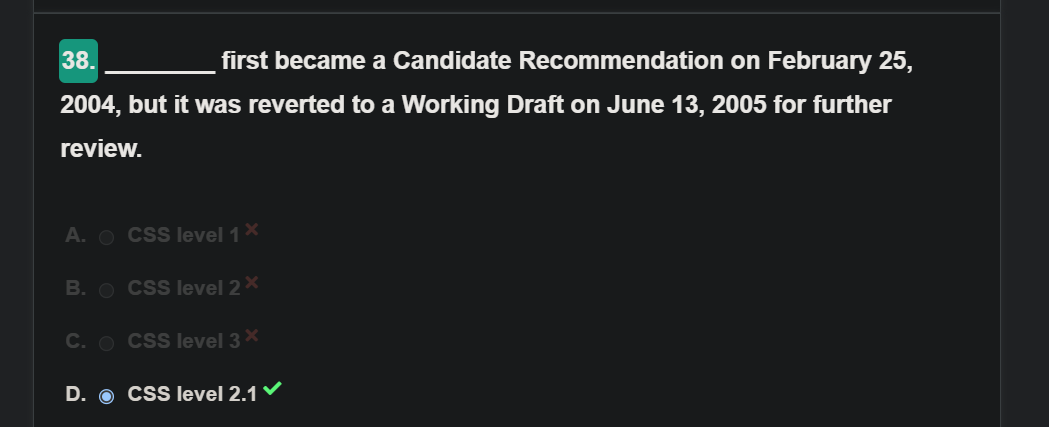 38. ________ first became a Candidate Recommendation on February 25,
2004, but it was reverted to a Working Draft on June 13, 2005 for further
review.
A. CSS level 1
B. CSS level 2
C. CSS level 3
D. CSS level 2.1